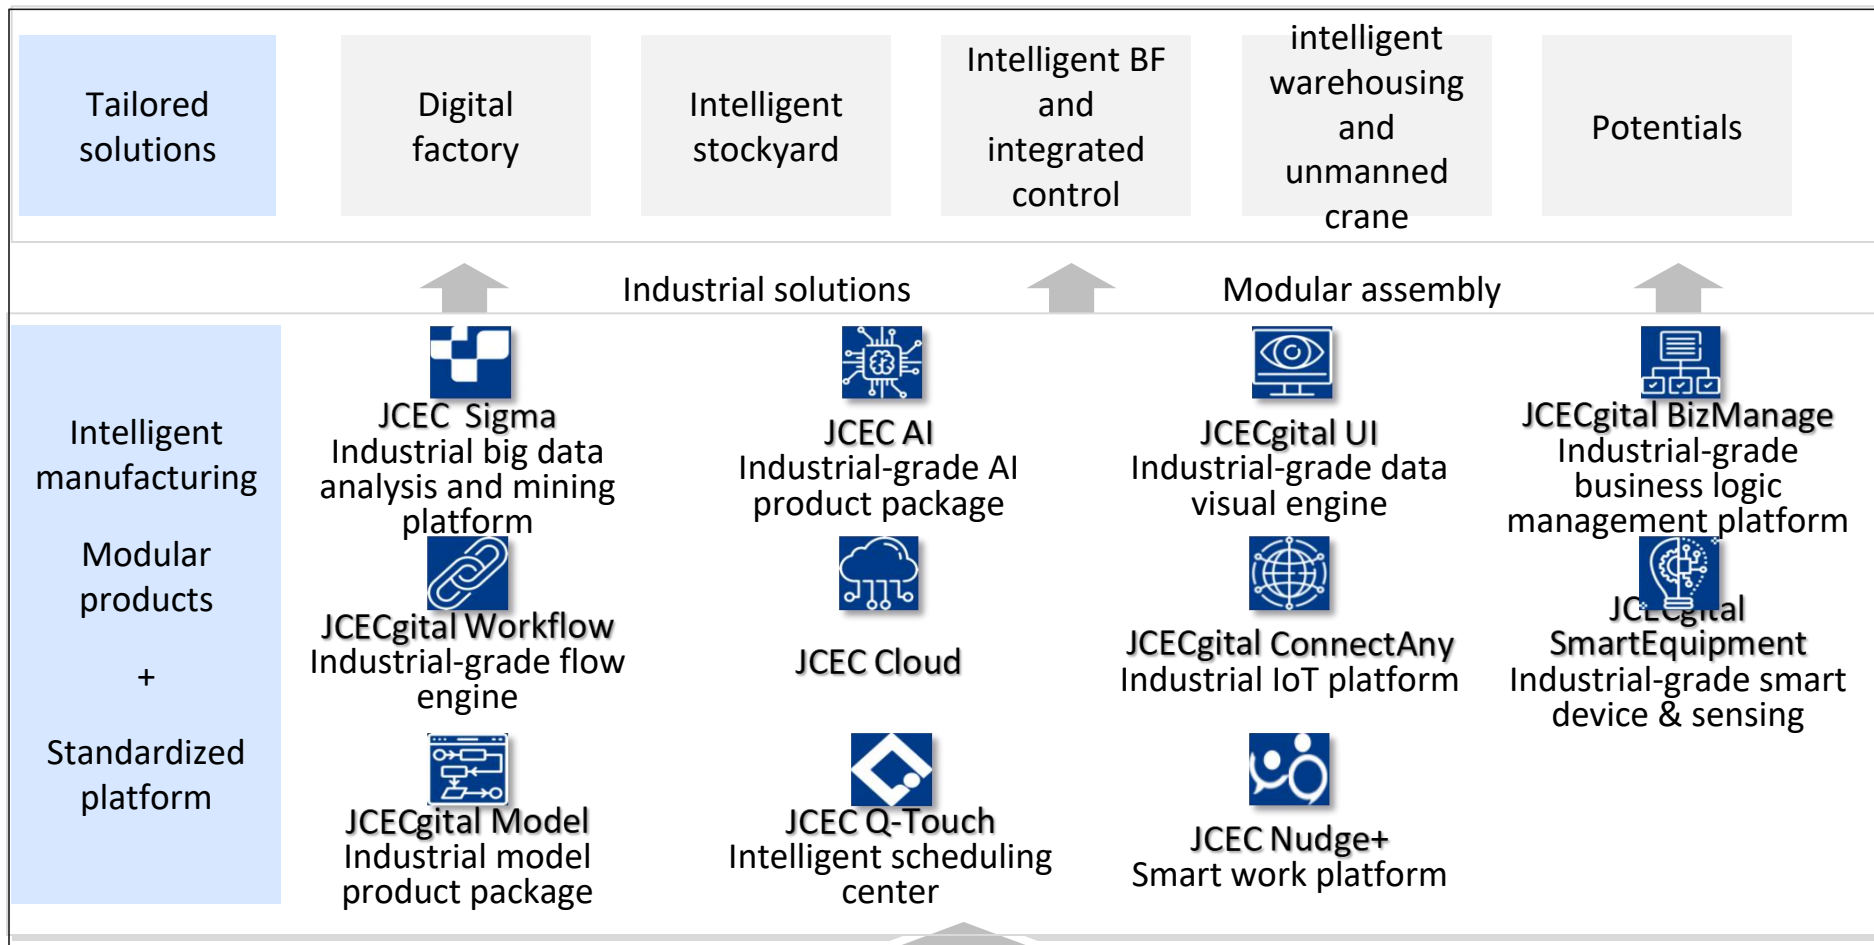 Tailored
solutions
Digital
factory
Intelligent
stockyard
Intelligent BF
and
integrated
control
intelligent
warehousing
and
unmanned
crane
Potentials
Industrial solutions
Modular assembly
Intelligent
manufacturing
Modular
products
+
Standardized
platform
JCEC Sigma
Industrial big data
analysis and mining
platform
JCEC AI
Industrial-grade AI
product package
JCECgital UI
Industrial-grade data
visual engine
JCECgital BizManage
Industrial-grade
business logic
management platform
JCECgital Workflow
Industrial-grade flow
engine
JCEC Cloud
JCECgital ConnectAny
Industrial IoT platform
JCECgital
SmartEquipment
Industrial-grade smart
device & sensing
JCECgital Model
Industrial model
product package
JCEC Q-Touch
Intelligent scheduling
center
JCEC Nudge+
Smart work platform